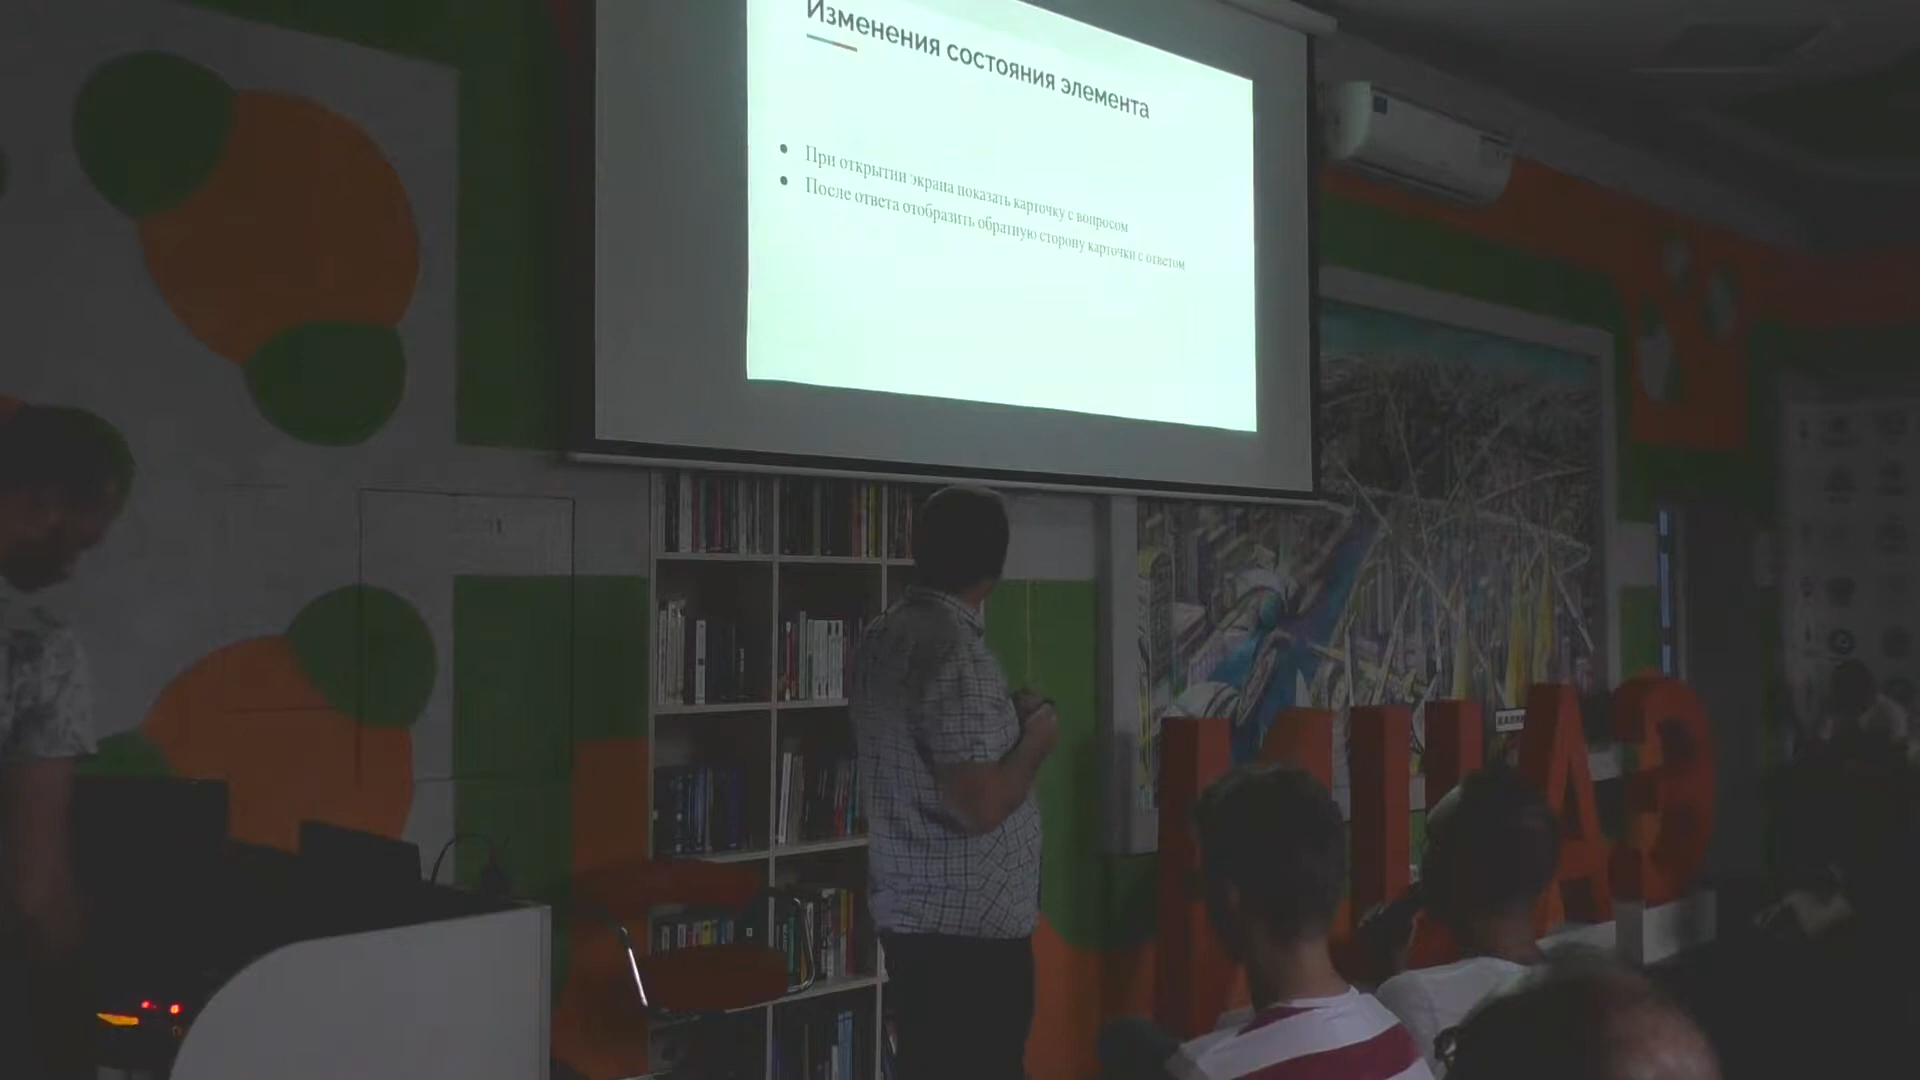 Изменения состояния элемента
● При открытии экрана показать карточку с вопросом
● После ответа отобразить обратную сторону карточки с ответом